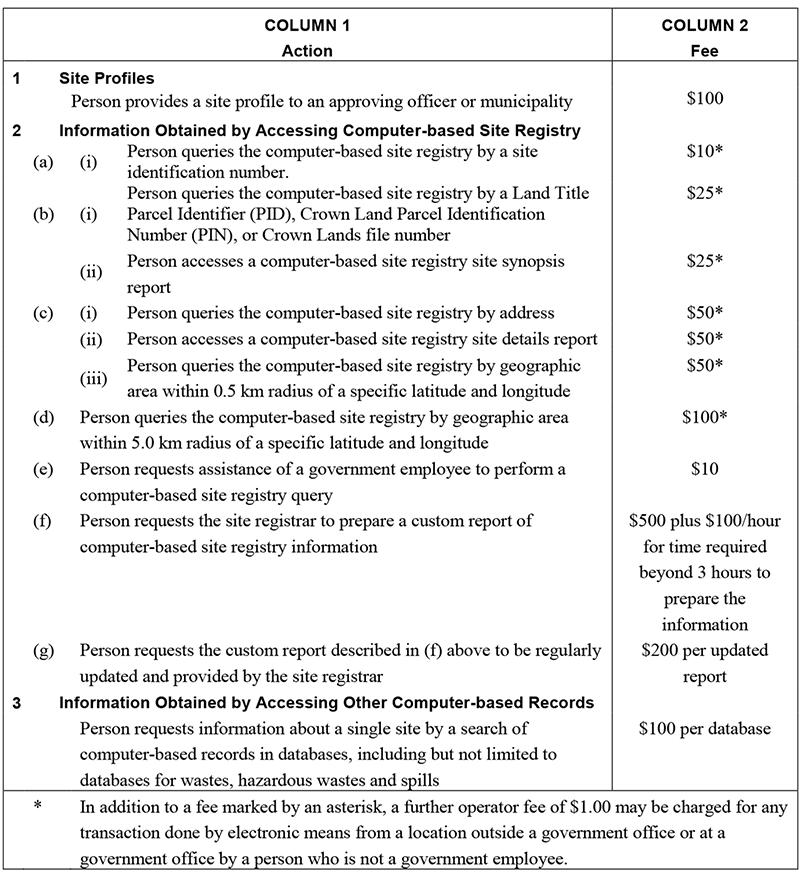 COLUMN 1 COLUMN 2
Action Fee
1 Site Profiles
Person provides a site profile to an approving officer or municipality $100
2 Information Obtained by Accessing Computer-based Site Registry
(a) (i) Person queries the computer-based site registry by a site $10*
identification number.
Person queries the computer-based site registry by a Land Title $25*
(b) (i) Parcel Identifier (PID), Crown Land Parcel Identification
Number (PIN), or Crown Lands file number
(ii) Person accesses a computer-based site registry site synopsis $25*
report
(c) (i) Person queries the computer-based site registry by address $50*
(ii) Person accesses a computer-based site registry site details report $50*
(iii) Person queries the computer-based site registry by geographic $50*
area within 0.5 km radius of a specific latitude and longitude
(d) Person queries the computer-based site registry by geographic area $100*
within 5.0 km radius of a specific latitude and longitude
(e) Person requests assistance of a government employee to perform a $10
computer-based site registry query
(f) Person requests the site registrar to prepare a custom report of $500 plus $100/hour
computer-based site registry information for time required
beyond 3 hours to
prepare the
information
(g) Person requests the custom report described in (f) above to be regularly $200 per updated
updated and provided by the site registrar report
3 Information Obtained by Accessing Other Computer-based Records
Person requests information about a single site by a search of $100 per database
computer-based records in databases, including but not limited to
databases for wastes, hazardous wastes and spills
* In addition to a fee marked by an asterisk, a further operator fee of $1.00 may be charged for any
transaction done by electronic means from a location outside a government office or at a
government office by a person who is not a government employee.